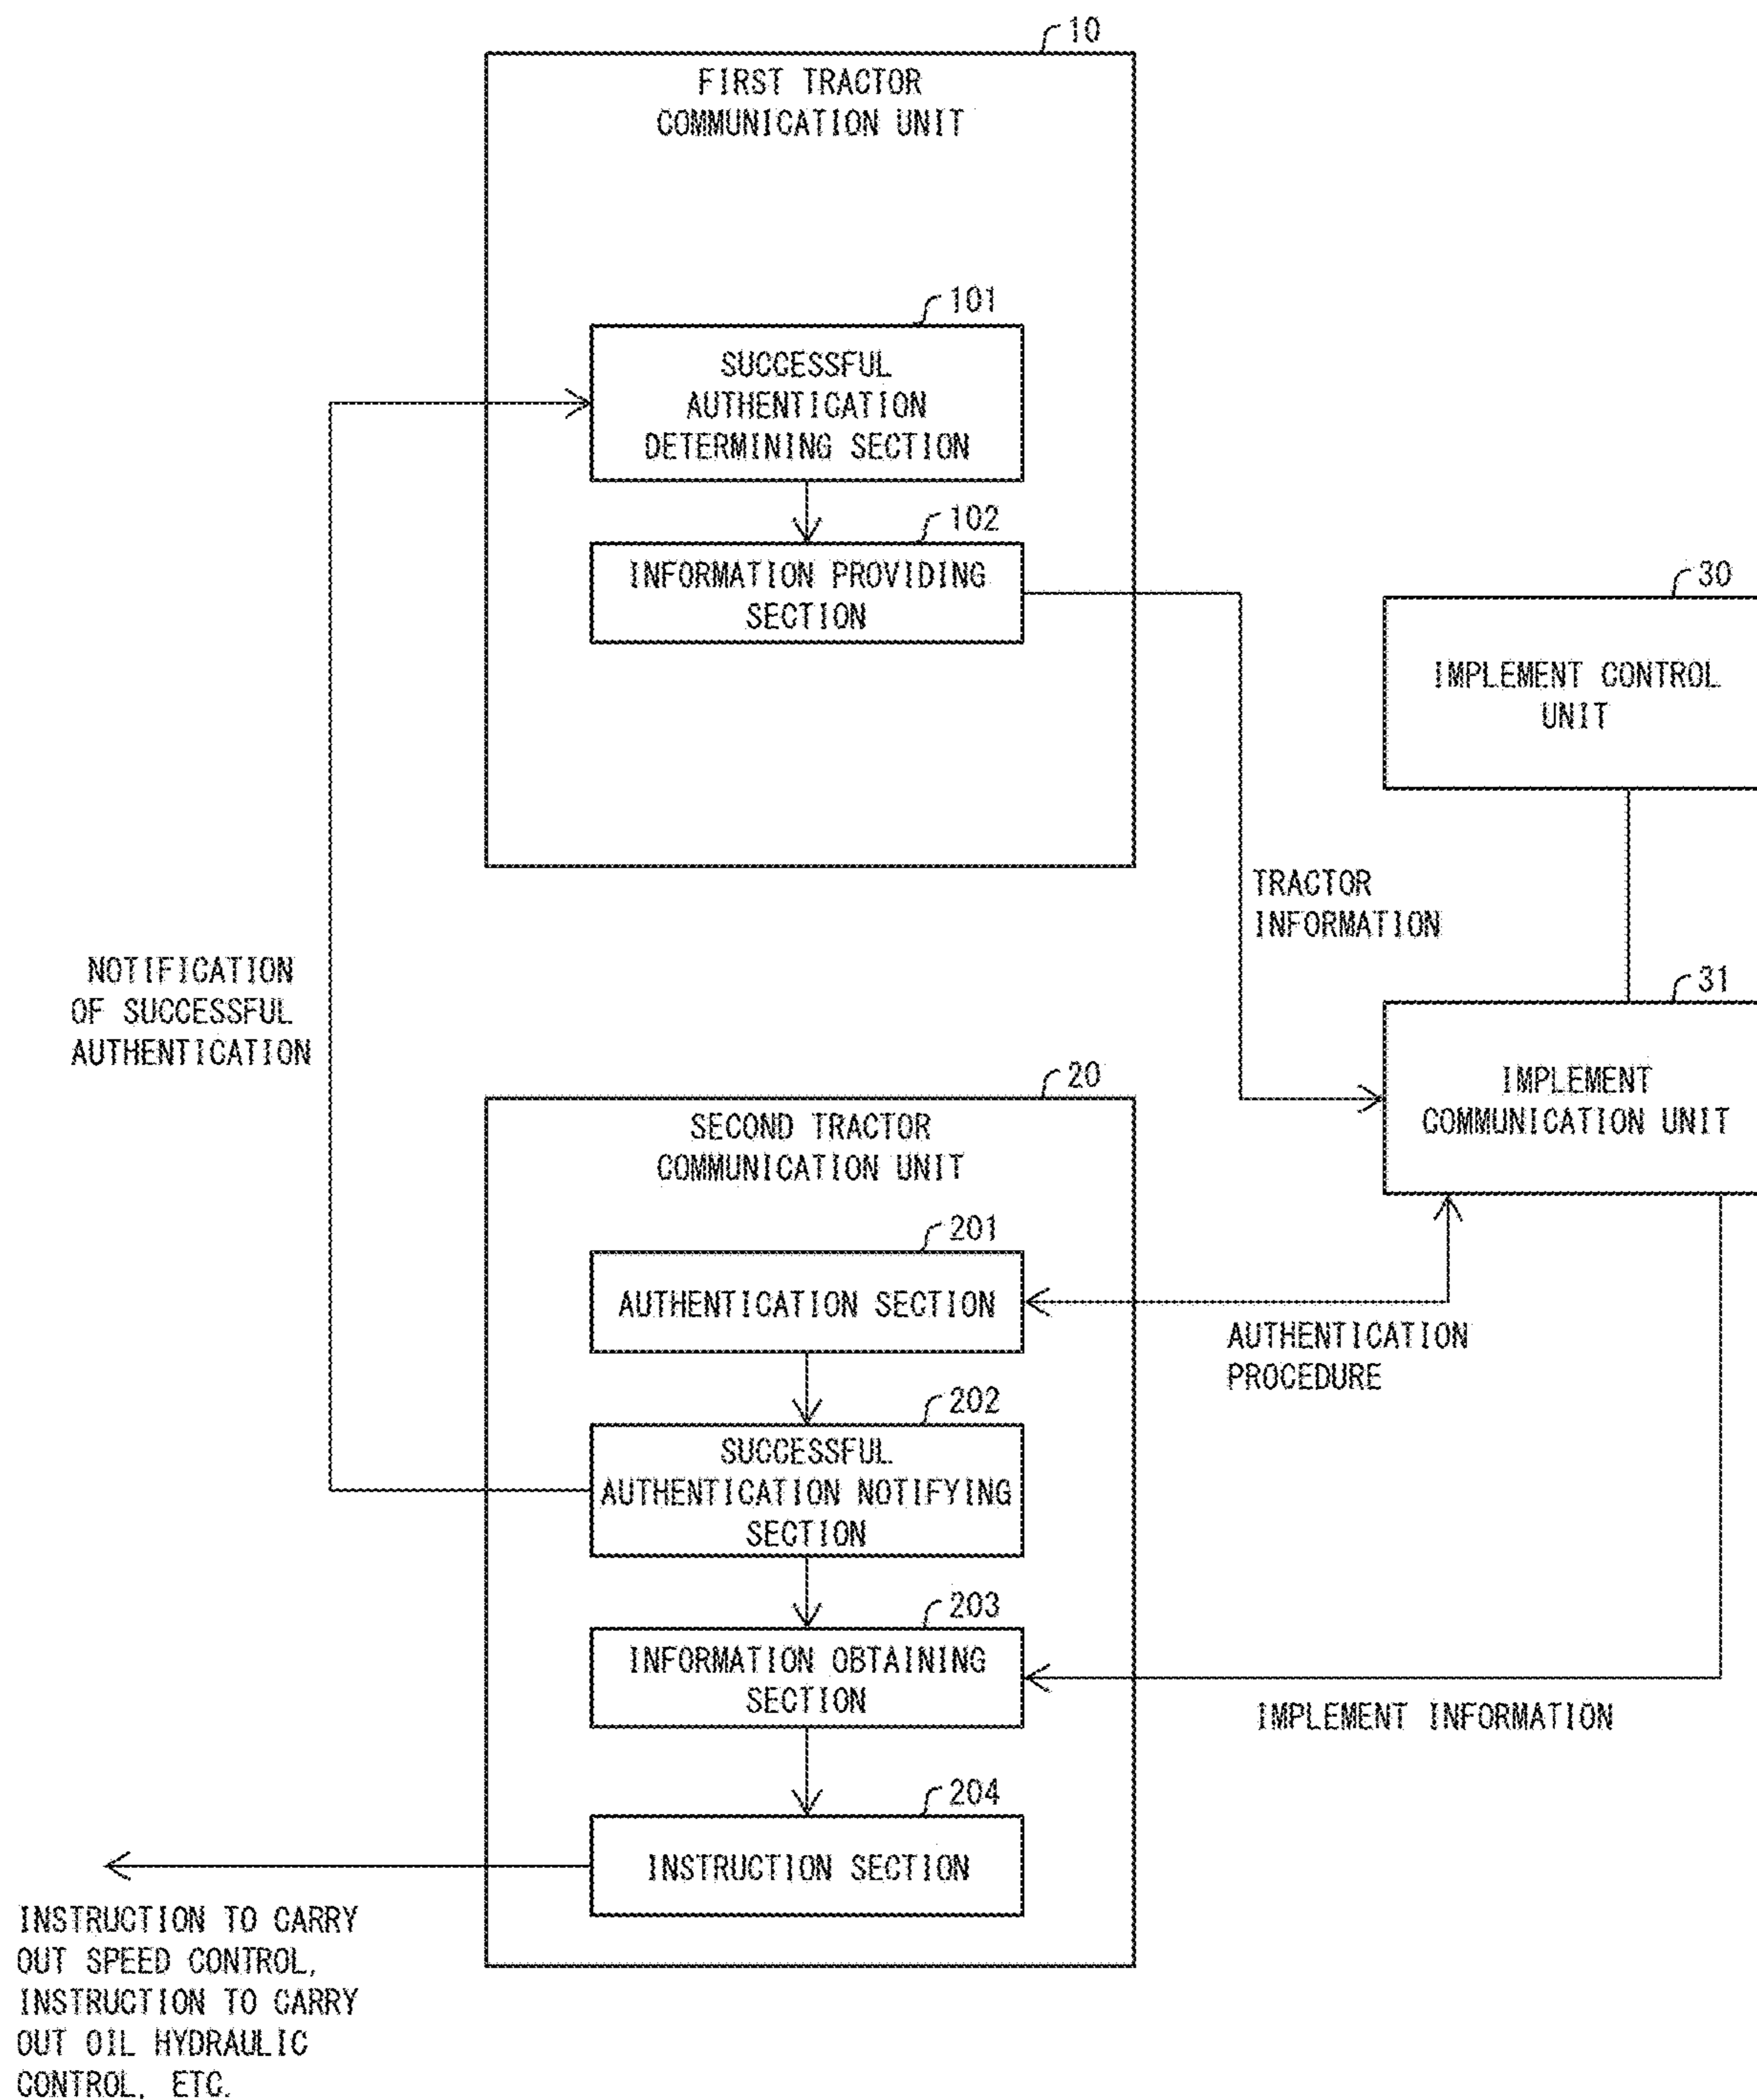 10
FIRST TRACTOR
COMMUNICATION UNIT
101
SUCCESSFUL
AUTHENTICATION
DETERMINING SECTION
102
INFORMATION PROVIDING
SECTION
30
IMPLEMENT CONTROL
UNIT
TRACTOR
INFORMATION
NOTIFICATION
OF SUCCESSFUL
AUTHENTICATION
31
IMPLEMENT
COMMUNICATION UNIT
20
SECOND TRACTOR
COMMUNICATION UNIT
201
AUTHENTICATION SECTION
AUTHENTICATION
PROCEDURE
202
SUCCESSFUL
AUTHENTICATION NOTIFYING
SECTION
203
INFORMATION OBTAINING
SECTION
IMPLEMENT INFORMATION
204
INSTRUCTION SECTION
INSTRUCTION TO CARRY
OUT SPEED CONTROL,
INSTRUCTION TO CARRY
OUT OIL HYDRAULIC
CONTROL, ETC.